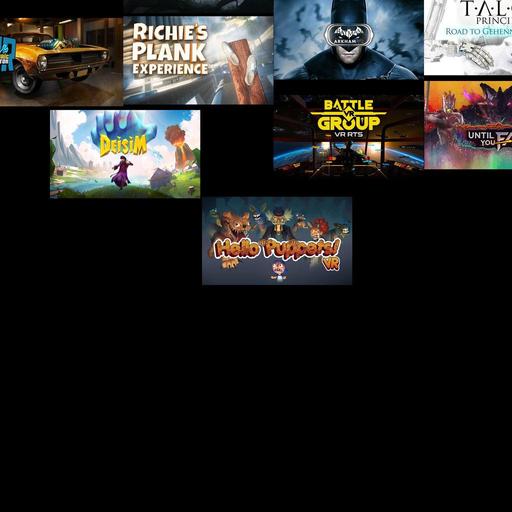 RICHIE'S
PLANK
EXPERIENCE
BATMAN
ARKHAM
T·A·L
PRINCI
ROAD TO GEHENN
DEISIM
BATTLE
GROUP
VR RTS
UNTIL
YOU FA
Hello Puppets!
VR